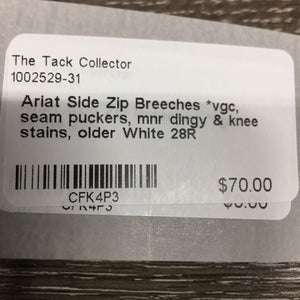 The Tack Collector
1002529-31
Ariat Side Zip Breeches *vgc,
seam puckers, mnr dingy & knee
stains, older White 28R
CFK4P3
$70.00